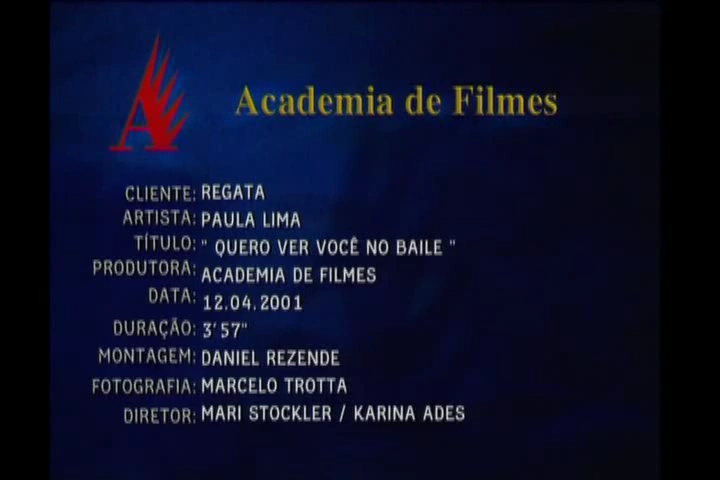 A
Academia de Filmes
CLIENTE: REGATA
ARTISTA: PAULA LIMA
TÍTULO: " QUERO VER VOCÊ NO BAILE "
PRODUTORA: ACADEMIA DE FILMES
DATA: 12.04.2001
DURAÇÃO: 3'57"
MONTAGEM: DANIEL REZENDE
FOTOGRAFIA: MARCELO TROTTA
DIRETOR: MARI STOCKLER / KARINA ADES